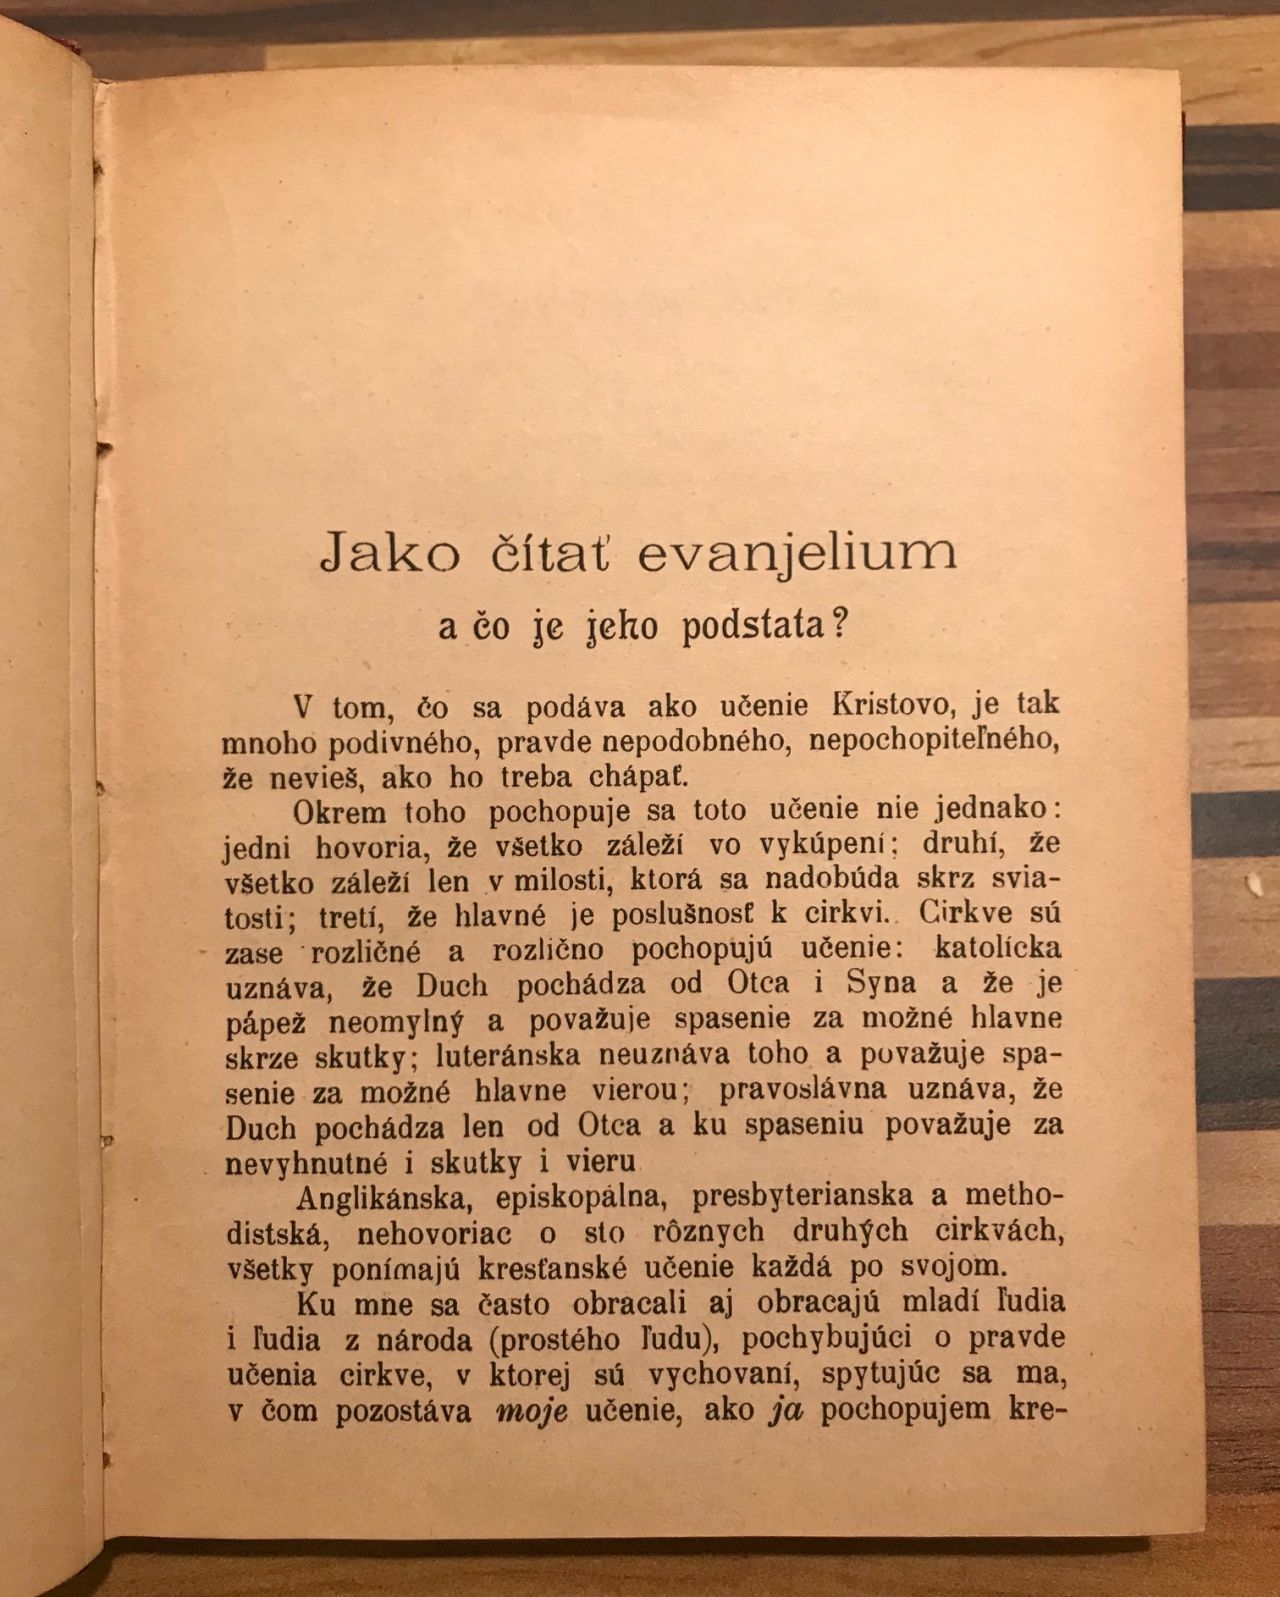 Jako čítať evanjelium
a čo je jeho podstata?
V tom, čo sa podáva ako učenie Kristovo, je tak
mnoho podivného, pravde nepodobného, nepochopiteľného,
že nevieš, ako ho treba chápať.
Okrem toho pochopuje sa toto učenie nie jednako:
jedni hovoria, že všetko záleží vo vykúpení; druhí, že
všetko záleží len v milosti, ktorá sa nadobúda skrz svia-
tosti; tretí, že hlavné je poslušnosť k cirkvi. Cirkve sú
zase rozličné a rozlično pochopujú učenie: katolícka
uznáva, že Duch pochádza od Otca i Syna a že je
pápež neomylný a považuje spasenie za možné hlavne
skrze skutky; luteránska neuznáva toho a považuje spa-
senie za možné hlavne vierou; pravoslávna uznáva, že
Duch pochádza len od Otca a ku spaseniu považuje za
nevyhnutné i skutky i vieru
Anglikánska, episkopálna, presbyterianska a metho-
distská, nehovoriac o sto rôznych druhých cirkvách,
všetky ponímajú kresťanské učenie každá po svojom.
Ku mne sa často obracali aj obracajú mladí ľudia
i ľudia z národa (prostého ľudu), pochybujúci o pravde
učenia cirkve, v ktorej sú vychovaní, spytujúc sa ma,
v čom pozostáva moje učenie, ako ja pochopujem kre-